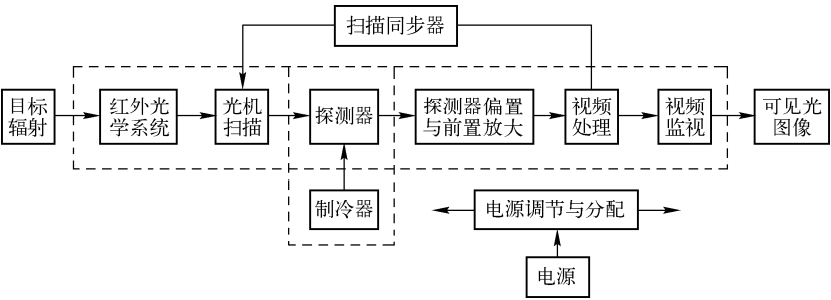 扫描同步器
目标
辐射
红外光
学系统
光机
扫描
探测器
探测器偏置
与前置放大
视频
处理
视频
监视
可见光
图像
制冷器
电源调节与分配
电源